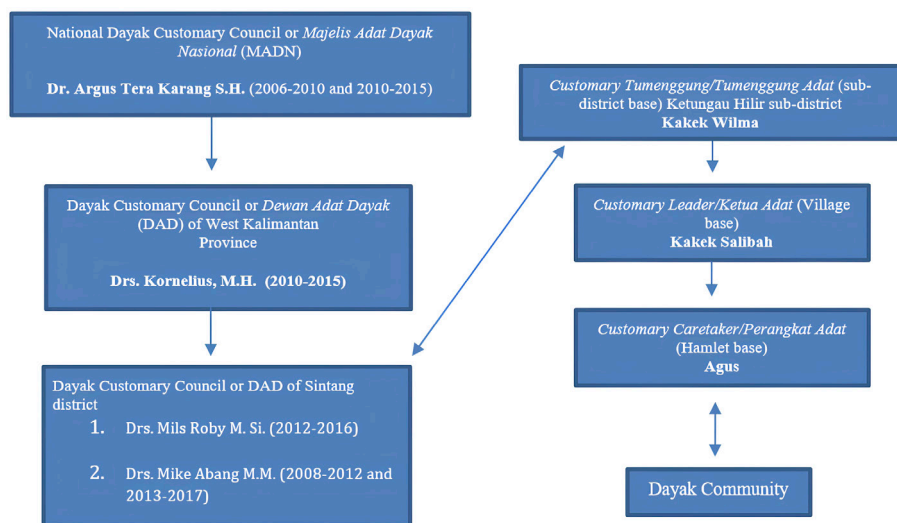 National Dayak Customary Council or Majelis Adat Dayak
Nasional (MADN)
Dr. Argus Tera Karang S.H. (2006-2010 and 2010-2015)
Dayak Customary Council or Dewan Adat Dayak
(DAD) of West Kalimantan
Province
Drs. Kornelius, M.H. (2010-2015)
Dayak Customary Council or DAD of Sintang
district
1. Drs. Mils Roby M. Si. (2012-2016)
2. Drs. Mike Abang M.M. (2008-2012 and
2013-2017)
Customary Tumenggung/Tumenggung Adat (sub-
district base) Ketungau Hilir sub-district
Kakek Wilma
Customary Leader/Ketua Adat (Village
base)
Kakek Salibah
Customary Caretaker/Perangkat Adat
(Hamlet base)
Agus
Dayak Community